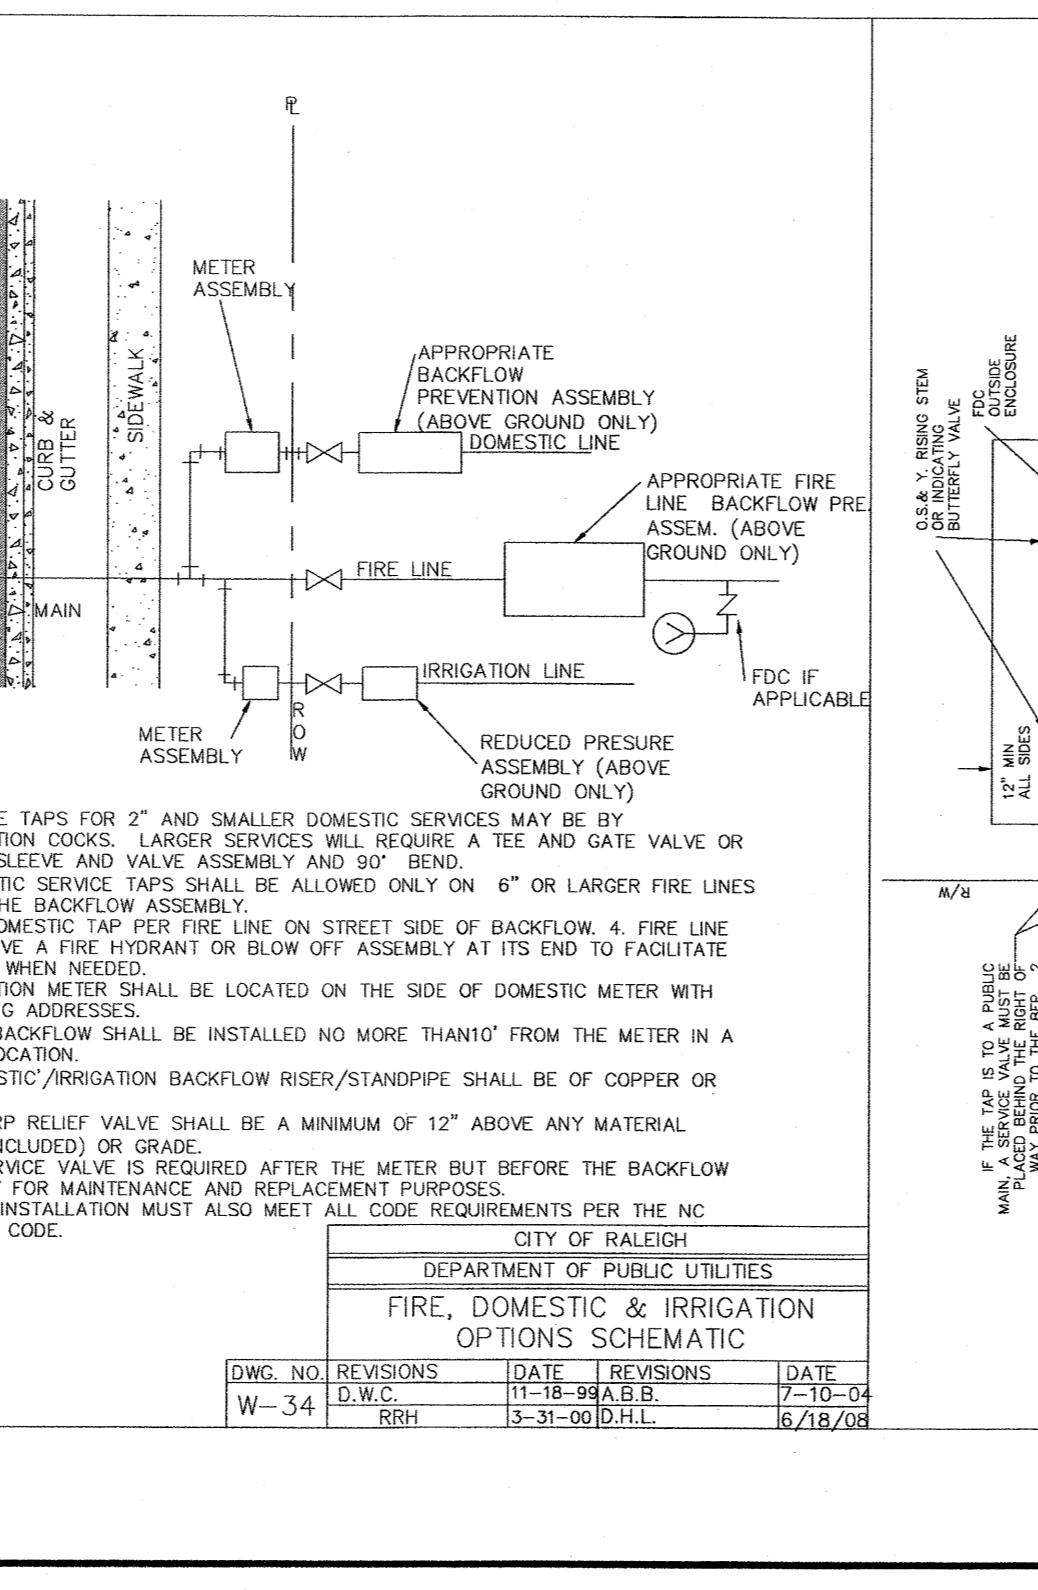 PL
METER
ASSEMBLY
APPROPRIATE
BACKFLOW
PREVENTION ASSEMBLY
(ABOVE GROUND ONLY)
DOMESTIC LINE
CURB &
GUTTER
SIDEWALK
APPROPRIATE FIRE
LINE BACKFLOW PRE
ASSEM. (ABOVE
GROUND ONLY)
FIRE LINE
MAIN
IRRIGATION LINE
FDC IF
APPLICABLE
METER
ASSEMBLY
ROW
REDUCED PRESURE
ASSEMBLY (ABOVE
GROUND ONLY)
E TAPS FOR 2" AND SMALLER DOMESTIC SERVICES MAY BE BY
TION COCKS. LARGER SERVICES WILL REQUIRE A TEE AND GATE VALVE OR
SLEEVE AND VALVE ASSEMBLY AND 90° BEND.
TIC SERVICE TAPS SHALL BE ALLOWED ONLY ON 6" OR LARGER FIRE LINES
THE BACKFLOW ASSEMBLY.
OMESTIC TAP PER FIRE LINE ON STREET SIDE OF BACKFLOW. 4. FIRE LINE
VE A FIRE HYDRANT OR BLOW OFF ASSEMBLY AT ITS END TO FACILITATE
WHEN NEEDED.
TION METER SHALL BE LOCATED ON THE SIDE OF DOMESTIC METER WITH
G ADDRESSES.
BACKFLOW SHALL BE INSTALLED NO MORE THAN10' FROM THE METER IN A
OCATION.
STIC'/IRRIGATION BACKFLOW RISER/STANDPIPE SHALL BE OF COPPER OR
RP RELIEF VALVE SHALL BE A MINIMUM OF 12" ABOVE ANY MATERIAL
NCLUDED) OR GRADE.
RVICE VALVE IS REQUIRED AFTER THE METER BUT BEFORE THE BACKFLOW
Y FOR MAINTENANCE AND REPLACEMENT PURPOSES.
INSTALLATION MUST ALSO MEET ALL CODE REQUIREMENTS PER THE NC
CODE.
CITY OF RALEIGH
DEPARTMENT OF PUBLIC UTILITIES
FIRE, DOMESTIC & IRRIGATION
OPTIONS SCHEMATIC
DWG. NO. REVISIONS DATE REVISIONS DATE
W-34 D.W.C. 11-18-99 A.B.B. 7-10-04
RRH 3-31-00 D.H.L. 6/18/08
O.S.& Y. RISING STEM
OR INDICATING
BUTTERFLY VALVE
FDC
OUTSIDE
ENCLOSURE
12" MIN
ALL SIDES
R/W
IF THE TAP IS TO A PUBLIC
MAIN, A SERVICE VALVE MUST BE
PLACED BEHIND THE RIGHT OF
WAY PRIOR TO THE BFP. 2